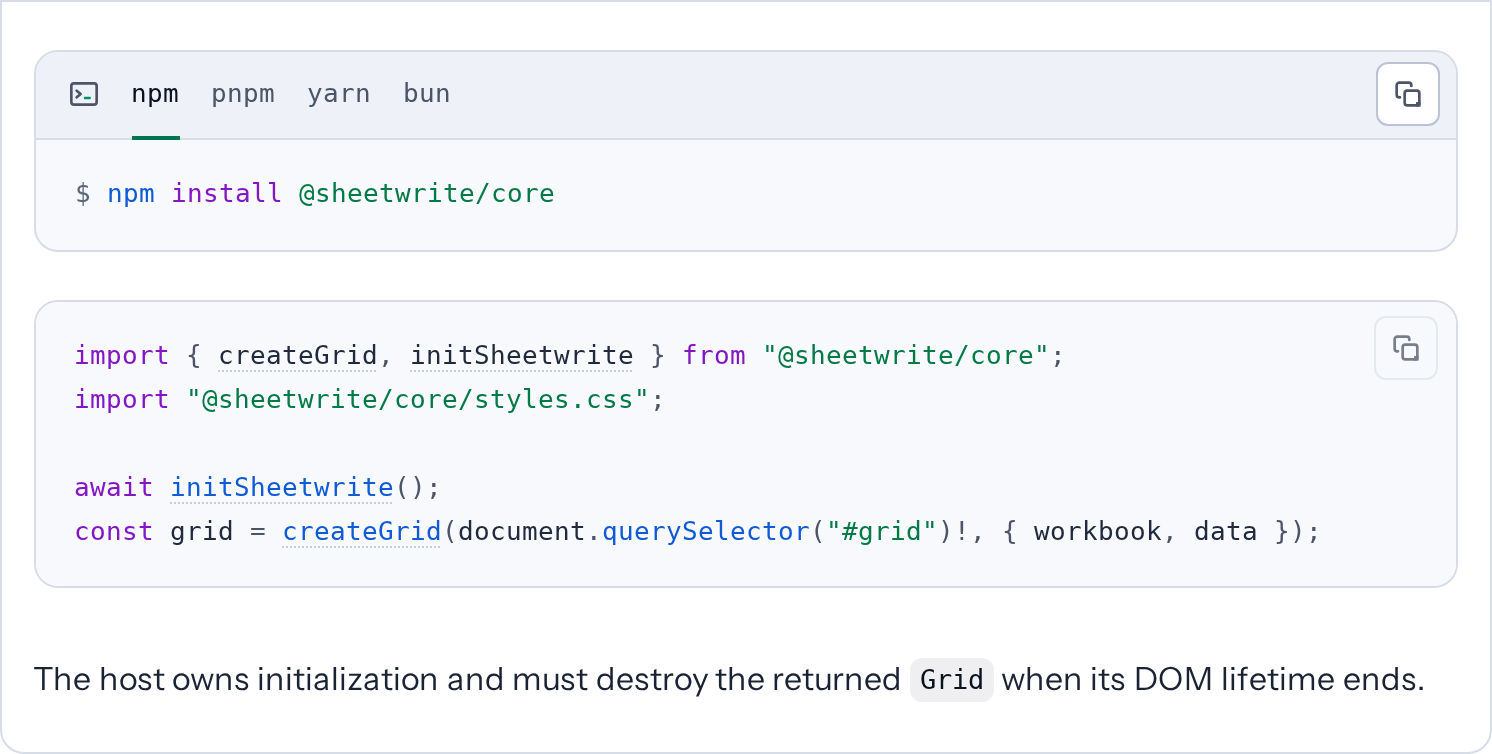 npm pnpm yarn bun
$ npm install @sheetwrite/core
import { createGrid, initSheetwrite } from "@sheetwrite/core";
import "@sheetwrite/core/styles.css";
await initSheetwrite();
const grid = createGrid(document.querySelector("#grid")!, { workbook, data });
The host owns initialization and must destroy the returned Grid when its DOM lifetime ends.